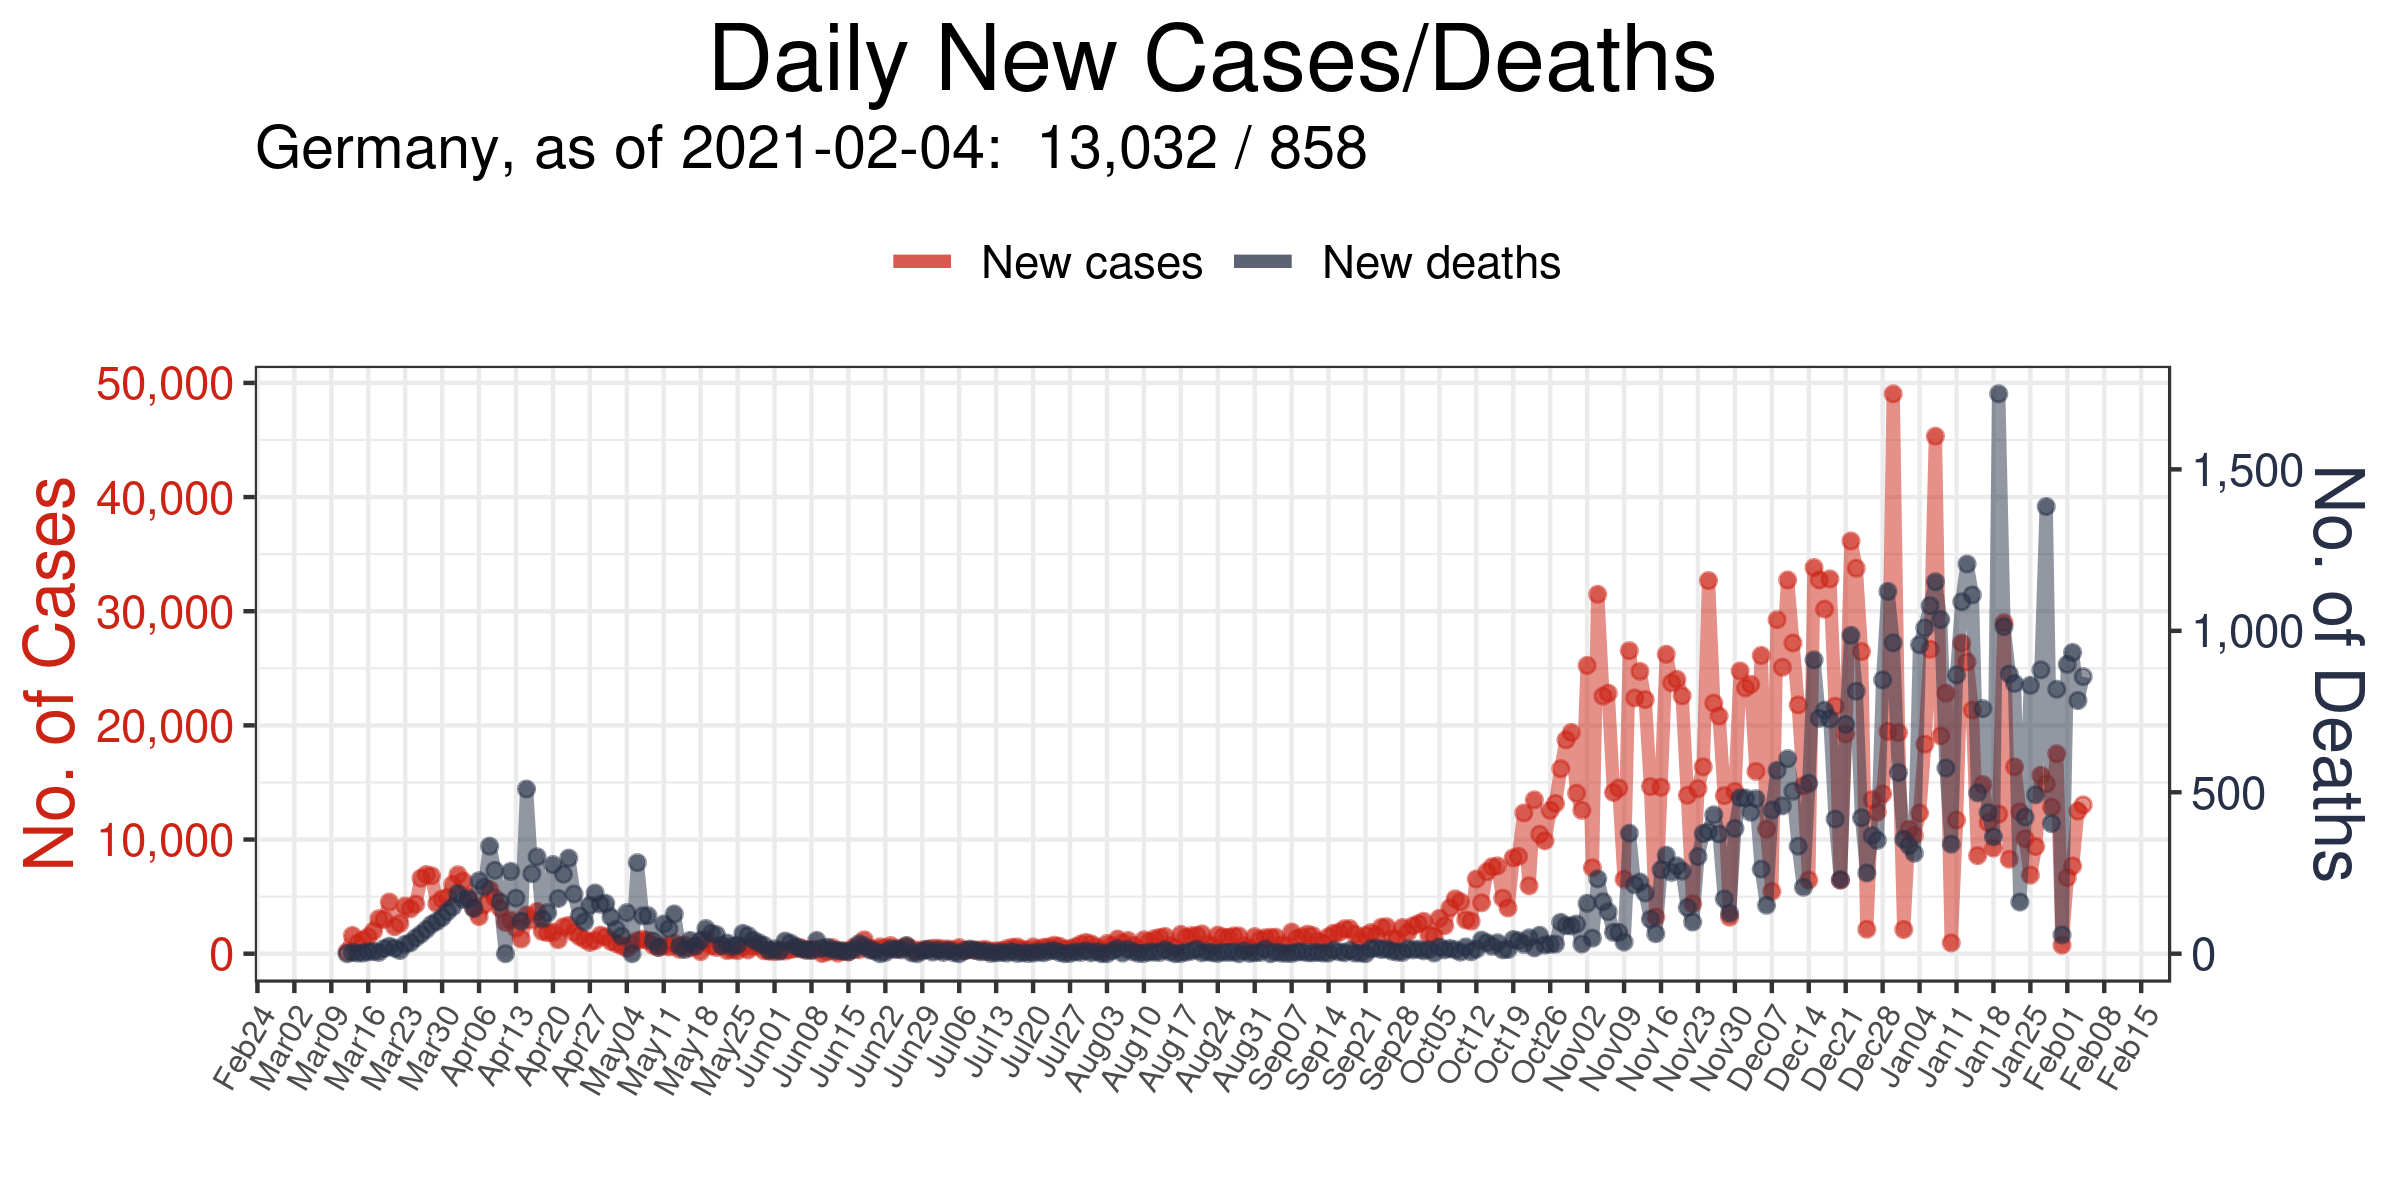 Daily New Cases/Deaths
Germany, as of 2021-02-04:  13,032 / 858
New cases New deaths
No. of Cases
50,000
40,000
30,000
20,000
10,000
0
1,500
1,000
500
0
No. of Deaths
Feb24 Mar02 Mar09 Mar16 Mar23 Mar30 Apr06 Apr13 Apr20 Apr27 May04 May11 May18 May25 Jun01 Jun08 Jun15 Jun22 Jun29 Jul06 Jul13 Jul20 Jul27 Aug03 Aug10 Aug17 Aug24 Aug31 Sep07 Sep14 Sep21 Sep28 Oct05 Oct12 Oct19 Oct26 Nov02 Nov09 Nov16 Nov23 Nov30 Dec07 Dec14 Dec21 Dec28 Jan04 Jan11 Jan18 Jan25 Feb01 Feb08 Feb15